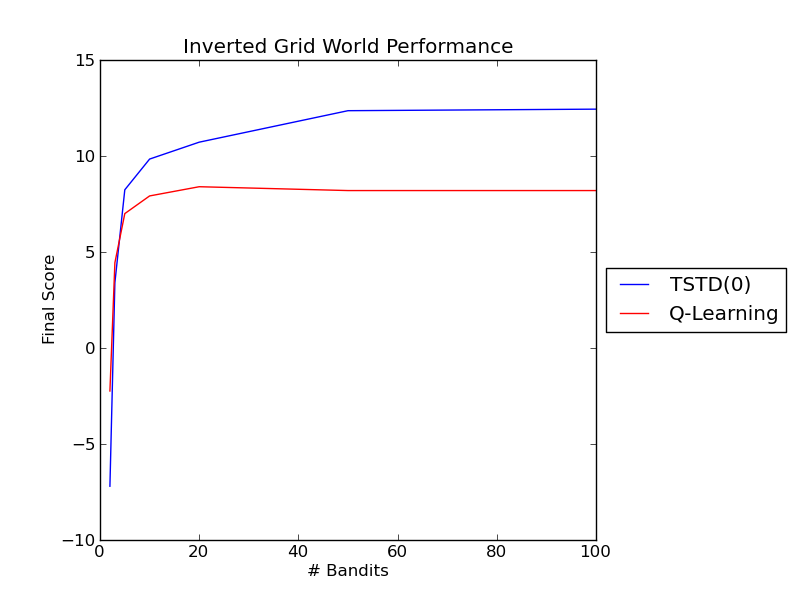 Inverted Grid World Performance
15
10
5
0
−5
−10
Final Score
0 20 40 60 80 100
# Bandits
TSTD(0)
Q-Learning